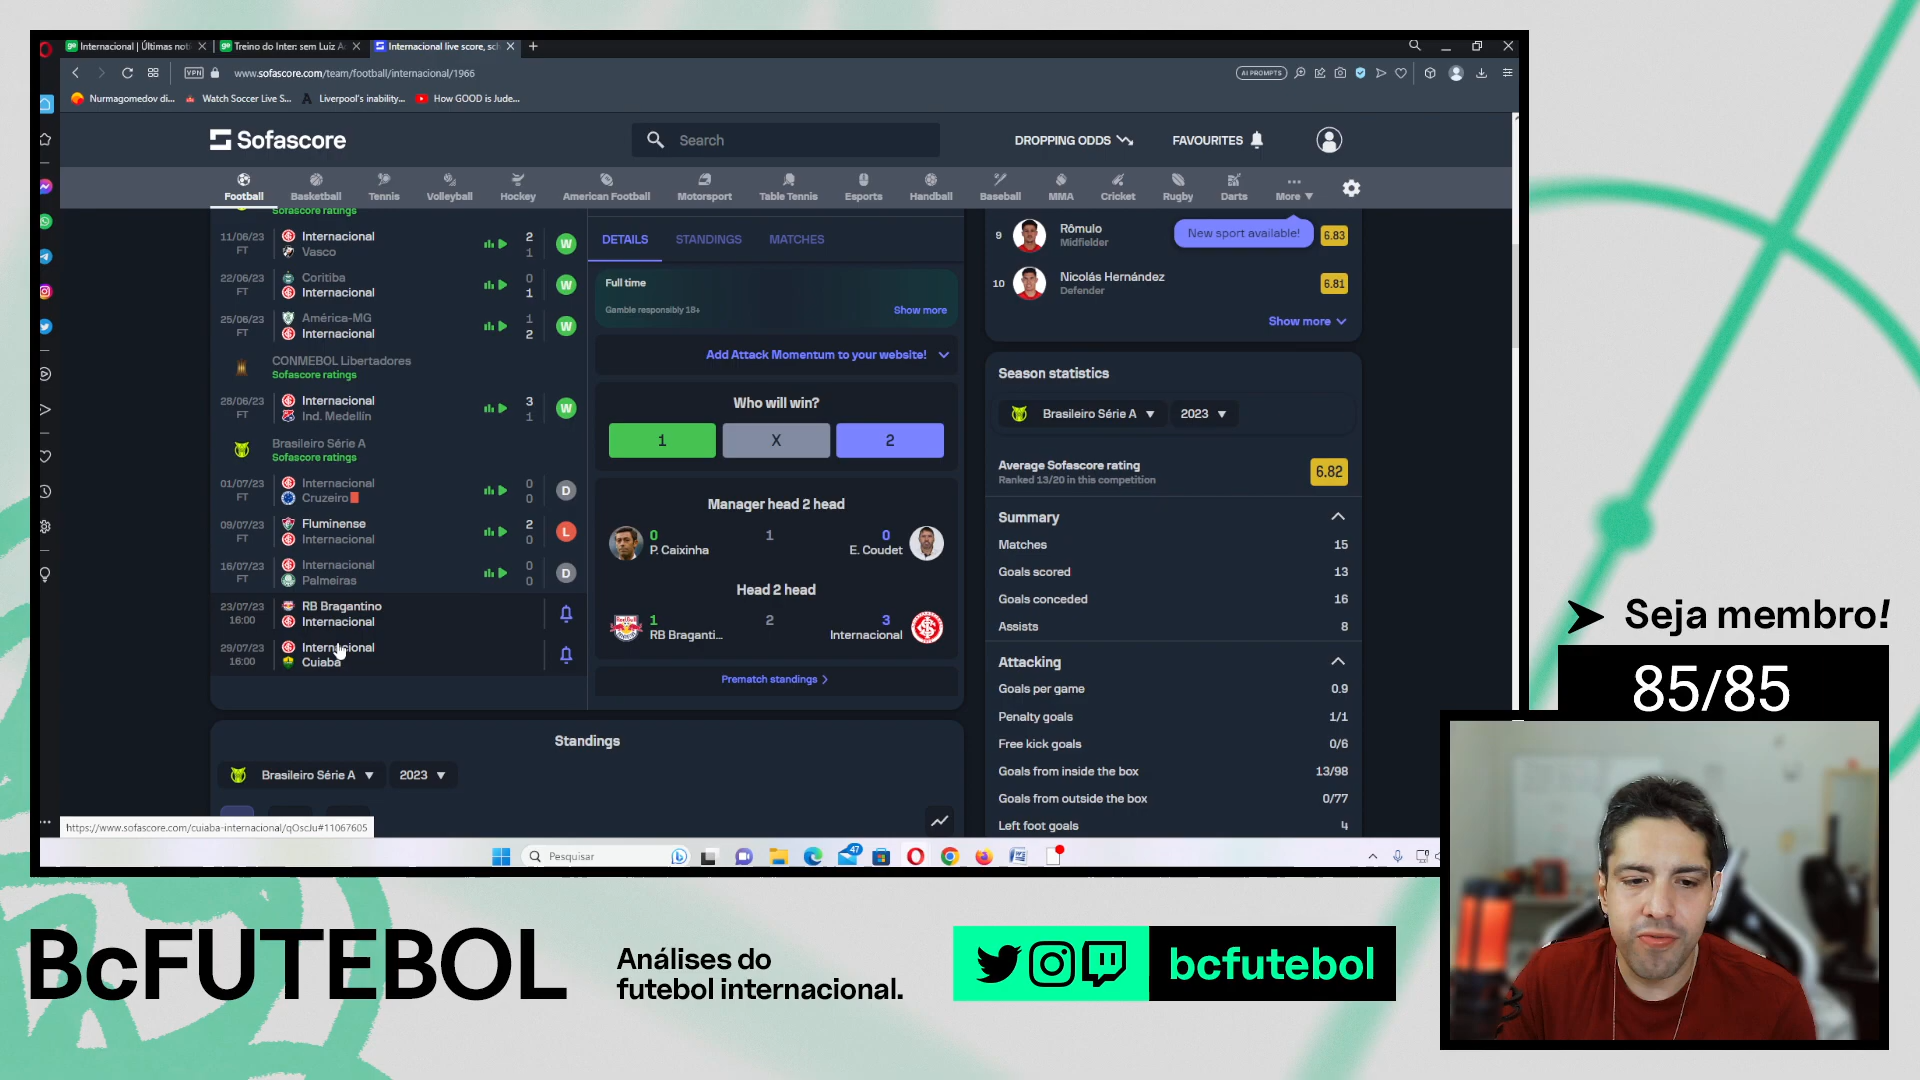 Internacional | Últimas not
Treino do Inter: sem Luiz A
Internacional live score, sch
VPN
www.sofascore.com/team/football/internacional/1966
AI PROMPTS
Nurmagomedov di...
Watch Soccer Live S...
Liverpool's inability...
How GOOD is Jude...
Sofascore
Search
DROPPING ODDS
FAVOURITES
Football
Basketball
Tennis
Volleyball
Hockey
American Football
Motorsport
Table Tennis
Esports
Handball
Baseball
MMA
Cricket
Rugby
Darts
More
Sofascore ratings
11/06/23
FT
Internacional
Vasco
2
1
W
22/06/23
FT
Coritiba
Internacional
0
1
W
25/06/23
FT
América-MG
Internacional
1
2
W
CONMEBOL Libertadores
Sofascore ratings
28/06/23
FT
Internacional
Ind. Medellín
3
1
W
Brasileiro Série A
Sofascore ratings
01/07/23
FT
Internacional
Cruzeiro
0
0
D
09/07/23
FT
Fluminense
Internacional
2
0
L
16/07/23
FT
Internacional
Palmeiras
0
0
D
23/07/23
16:00
RB Bragantino
Internacional
29/07/23
16:00
Internacional
Cuiabá
DETAILS
STANDINGS
MATCHES
Full time
Gamble responsibly 18+
Show more
Add Attack Momentum to your website!
Who will win?
1
X
2
Manager head 2 head
0
1
0
P. Caixinha
E. Coudet
Head 2 head
1
2
3
RB Braganti...
Internacional
Prematch standings
Standings
Brasileiro Série A
2023
9
Rômulo
Midfielder
New sport available!
6.83
10
Nicolás Hernández
Defender
6.81
Show more
Season statistics
Brasileiro Série A
2023
Average Sofascore rating
Ranked 13/20 in this competition
6.82
Summary
Matches
15
Goals scored
13
Goals conceded
16
Assists
8
Attacking
Goals per game
0.9
Penalty goals
1/1
Free kick goals
0/6
Goals from inside the box
13/98
Goals from outside the box
0/77
Left foot goals
4
https://www.sofascore.com/cuiaba-internacional/qOscJu#11067605
Pesquisar
47
Seja membro!
85/85
BcFUTEBOL
Análises do
futebol internacional.
bcfutebol